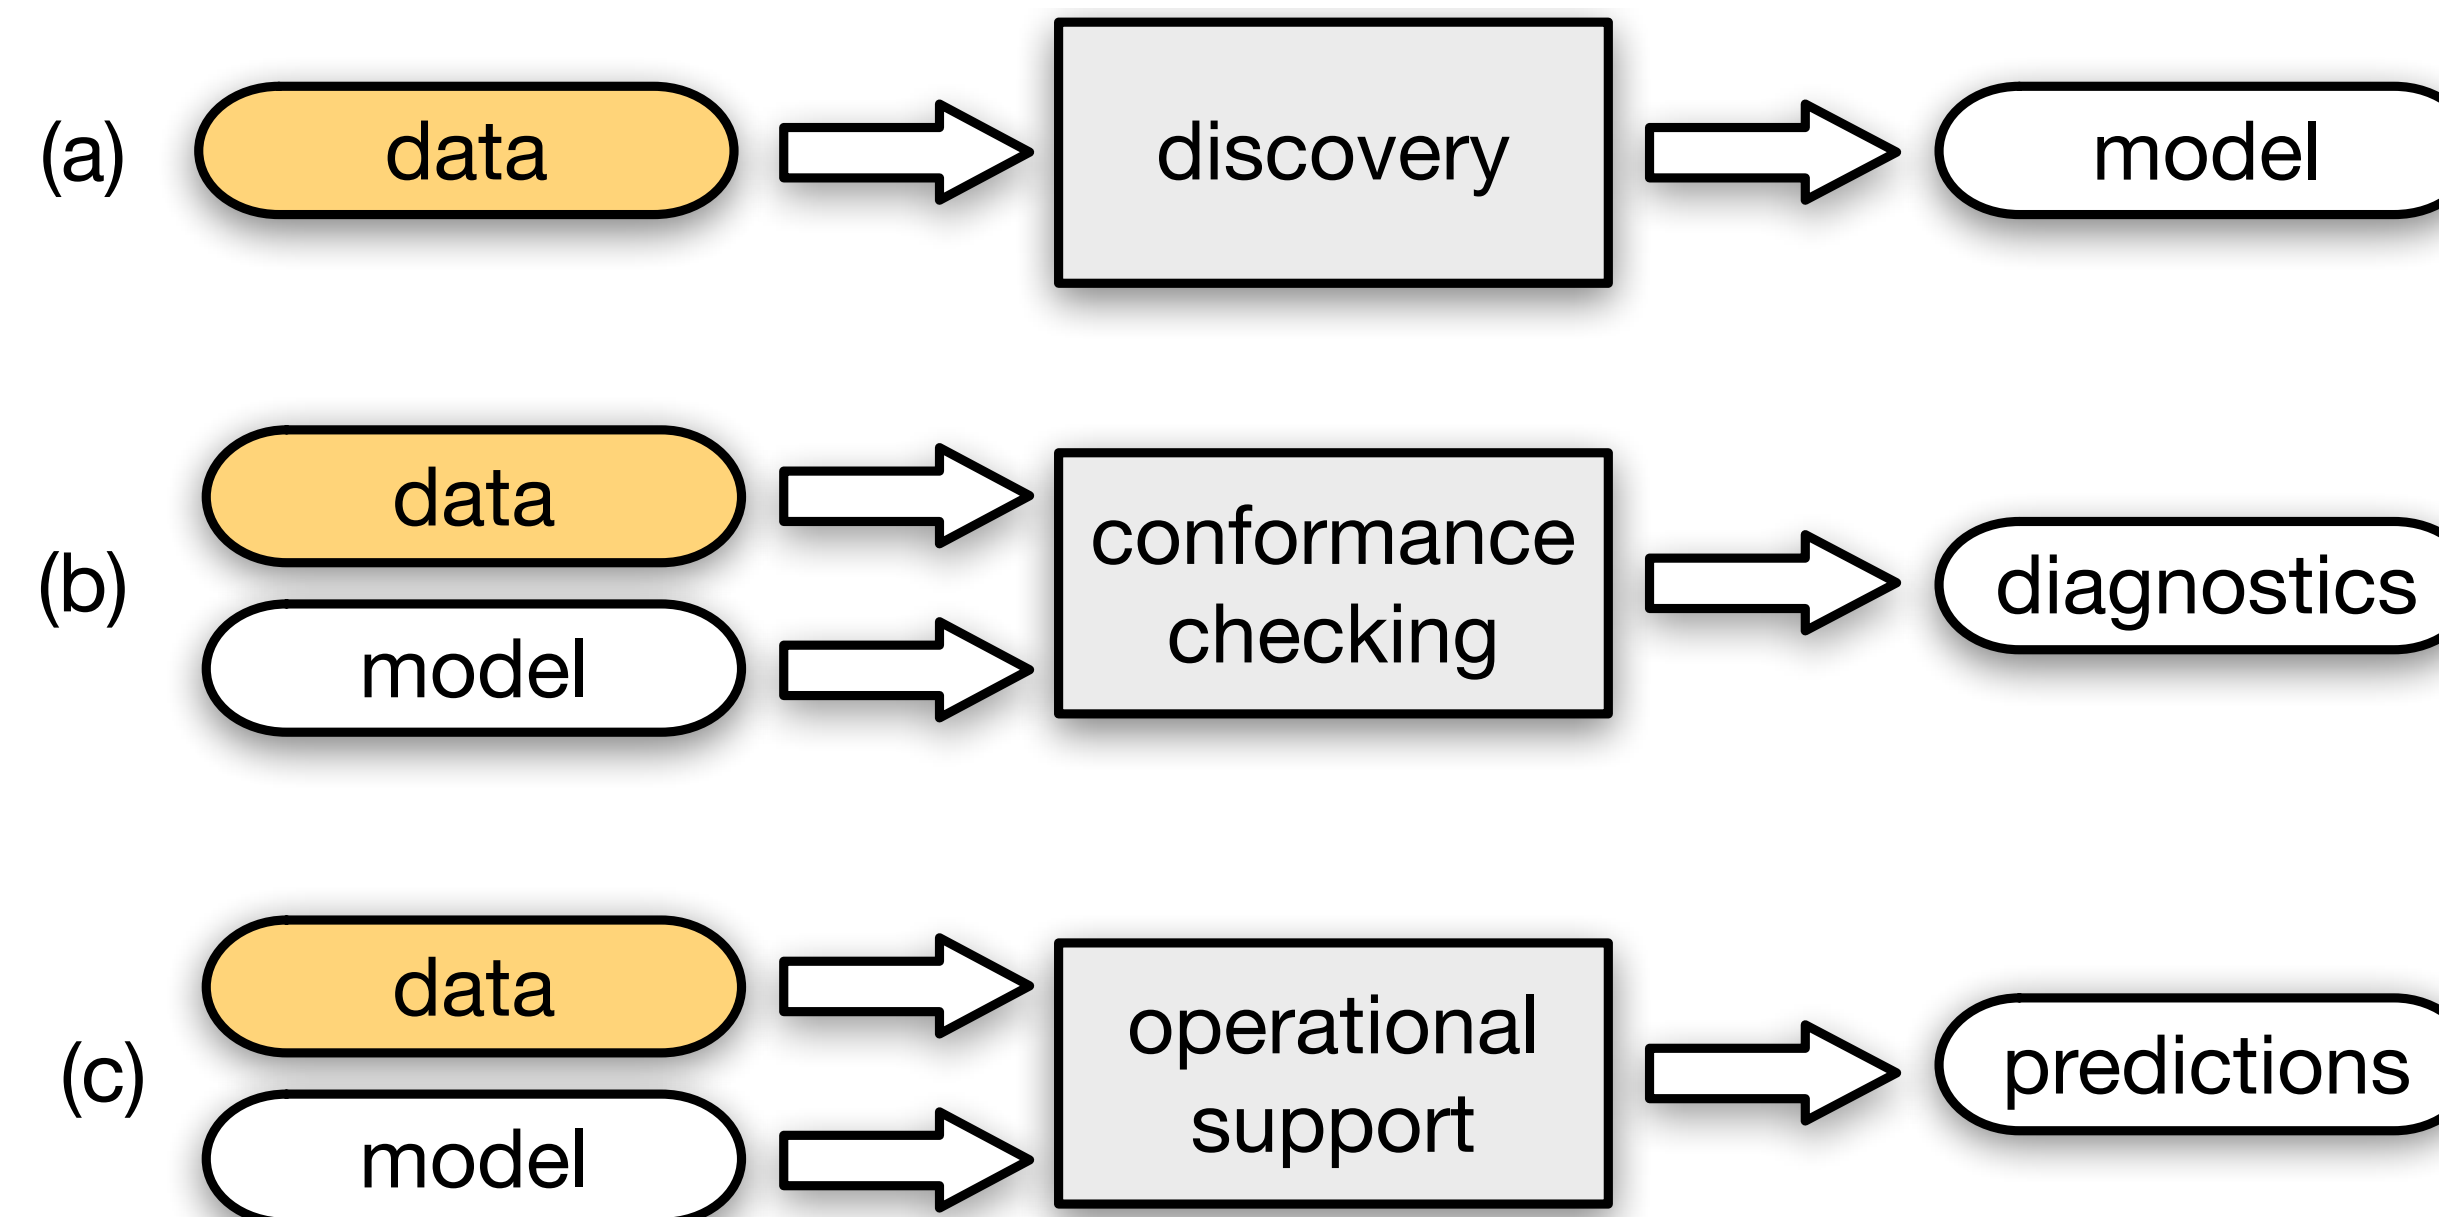 (a) data discovery model
(b) data conformance checking diagnostics
model
(c) data operational support predictions
model